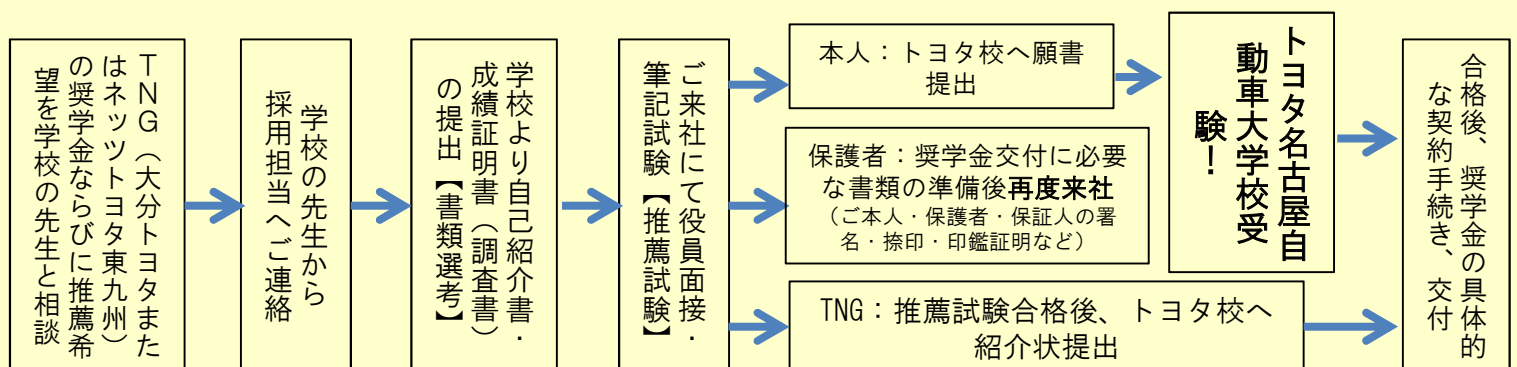 TNG（大分トヨタまた
はネッツトヨタ東九州）
の奨学金ならびに推薦希
望を学校の先生と相談
学校の先生から
採用担当へご連絡
学校より自己紹介書・
成績証明書（調査書）
の提出【書類選考】
ご来社にて役員面接・
筆記試験【推薦試験】
本人：トヨタ校へ願書
提出
保護者：奨学金交付に必要
な書類の準備後再度来社
（ご本人・保護者・保証人の署
名・捺印・印鑑証明など）
TNG：推薦試験合格後、トヨタ校へ
紹介状提出
トヨタ名古屋自
動車大学校受
験！
合格後、奨学金の具体的
な契約手続き、交付